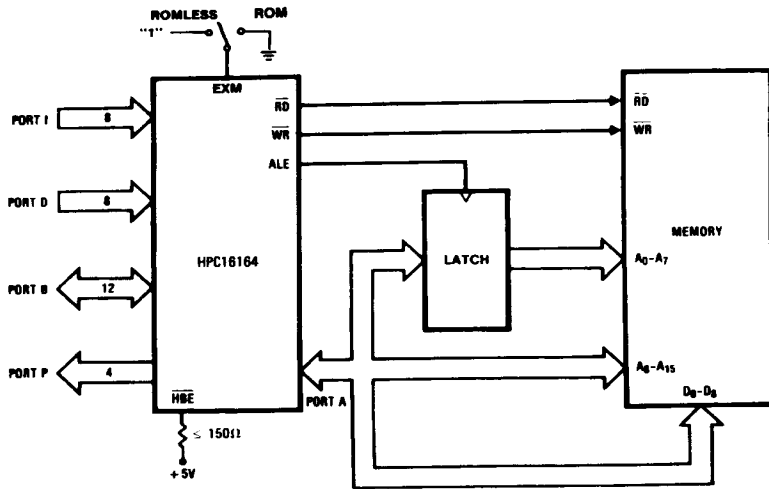 ROMLESS
ROM
"1"
EXM
RD
WR
ALE
PORT I
8
PORT D
8
HPC16164
PORT B
12
PORT P
4
HBE
PORT A
≤ 150Ω
+5V
LATCH
RD
WR
MEMORY
A0-A7
A8-A15
D0-D8